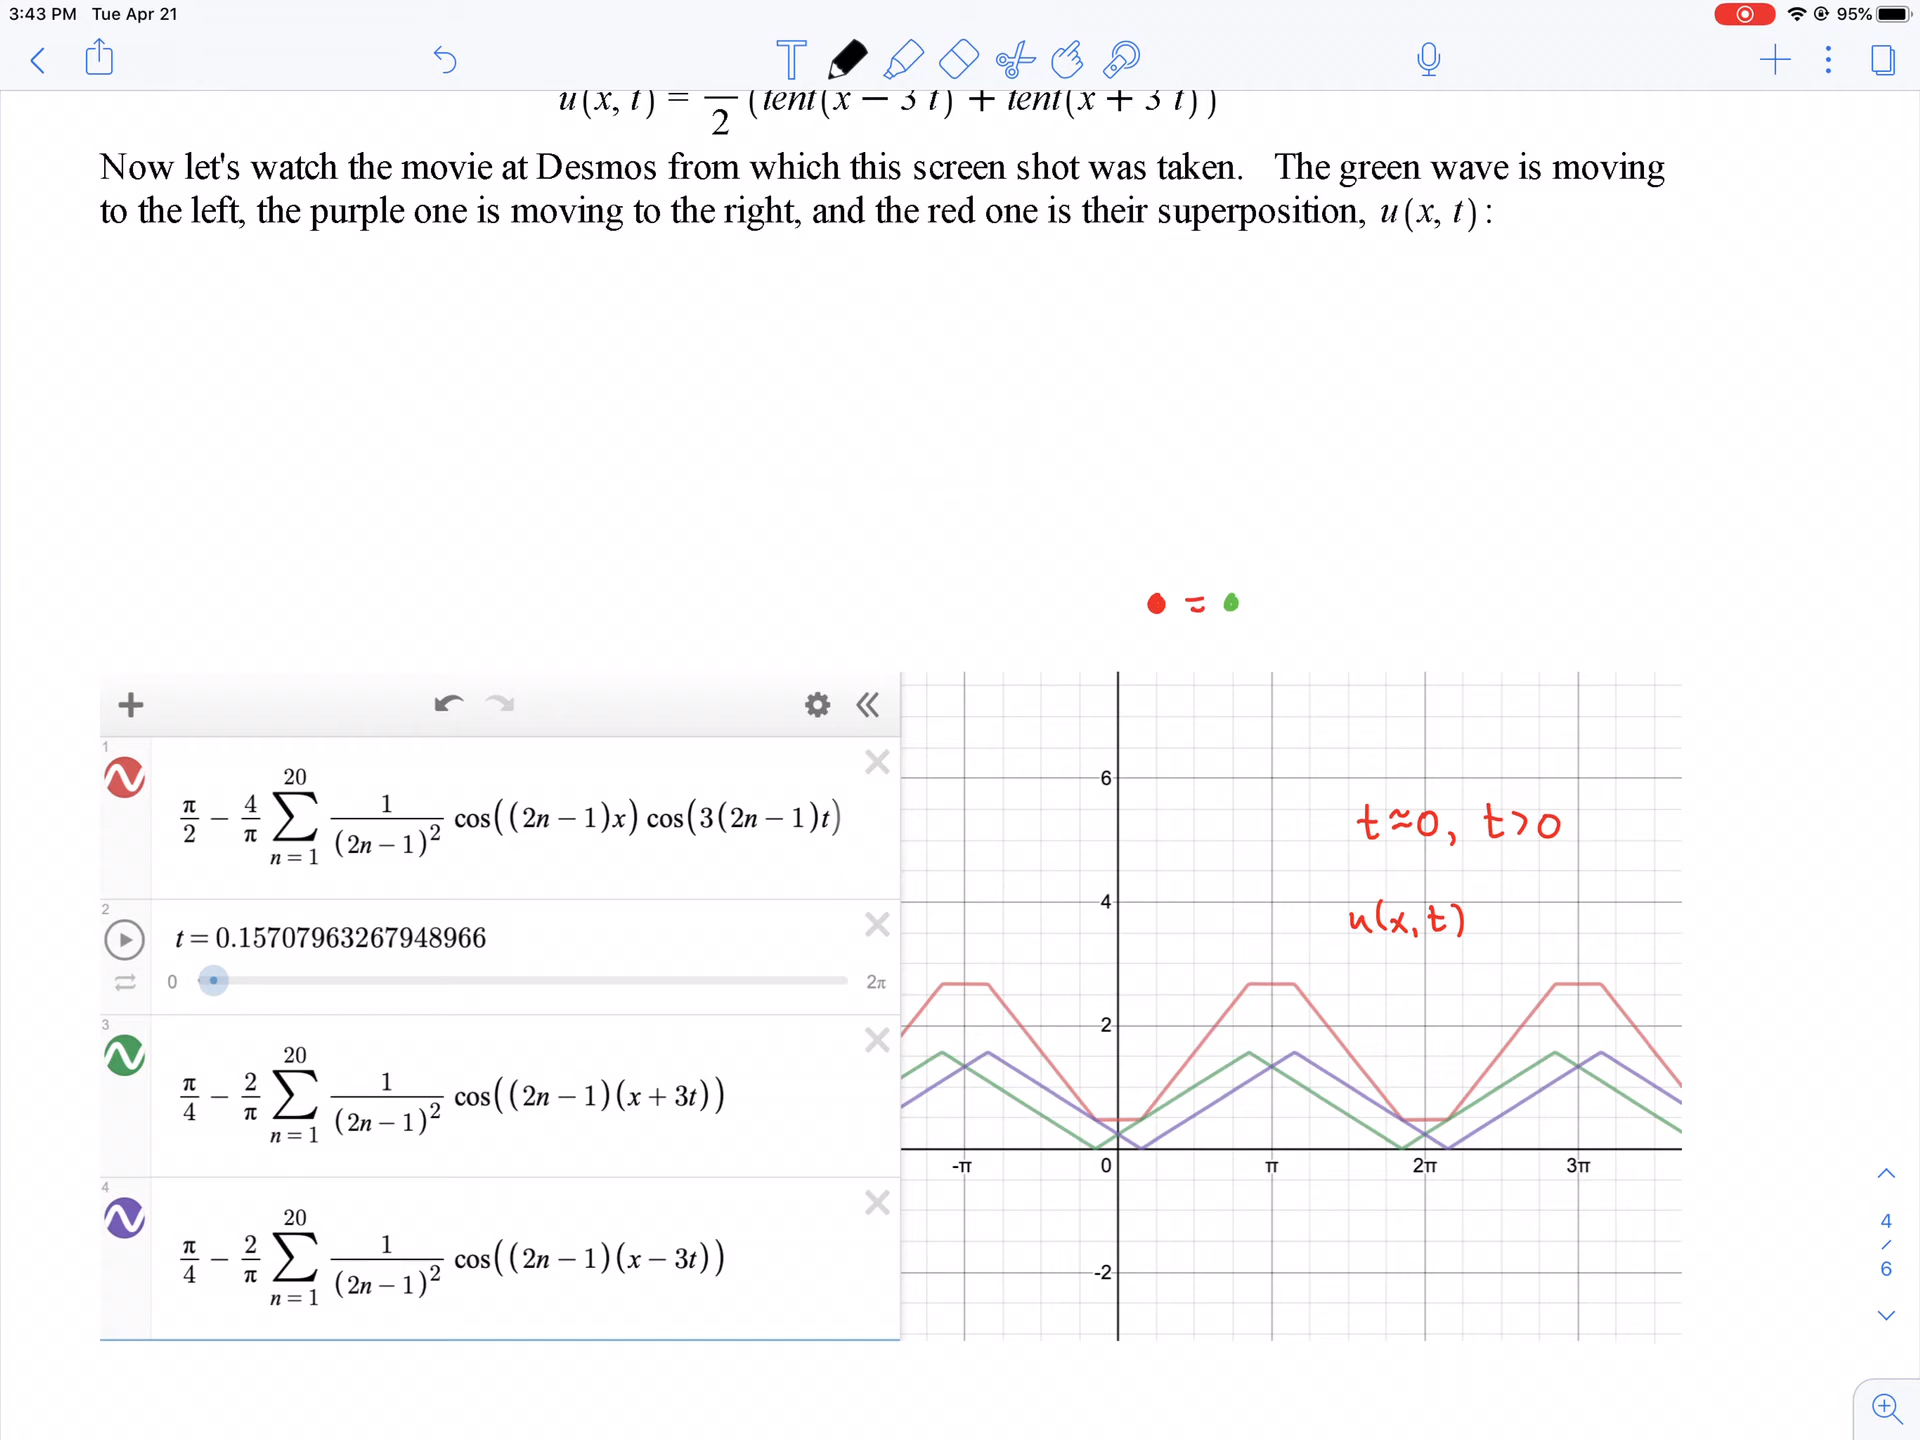 3:43 PM Tue Apr 21
95%
u(x, t) = —/2 (tent(x − 3 t) + tent(x + 3 t))
Now let's watch the movie at Desmos from which this screen shot was taken. The green wave is moving
to the left, the purple one is moving to the right, and the red one is their superposition, u(x, t):
=
1
π/2 − 4/π ∑_{n=1}^{20} 1/(2n−1)^2 cos((2n−1)x) cos(3(2n−1)t)
2
t = 0.15707963267948966
0
2π
3
π/4 − 2/π ∑_{n=1}^{20} 1/(2n−1)^2 cos((2n−1)(x+3t))
4
π/4 − 2/π ∑_{n=1}^{20} 1/(2n−1)^2 cos((2n−1)(x−3t))
6
t≈0, t>0
4
u(x,t)
2
-π 0 π 2π 3π
-2
4
/
6